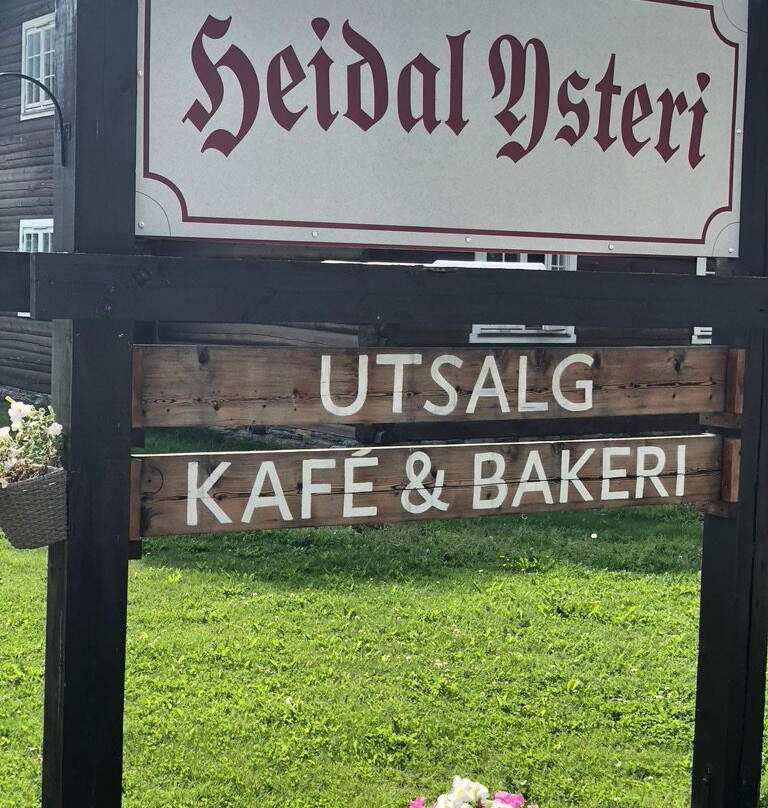 Heidal Ysteri
UTSALG
KAFÉ & BAKERI